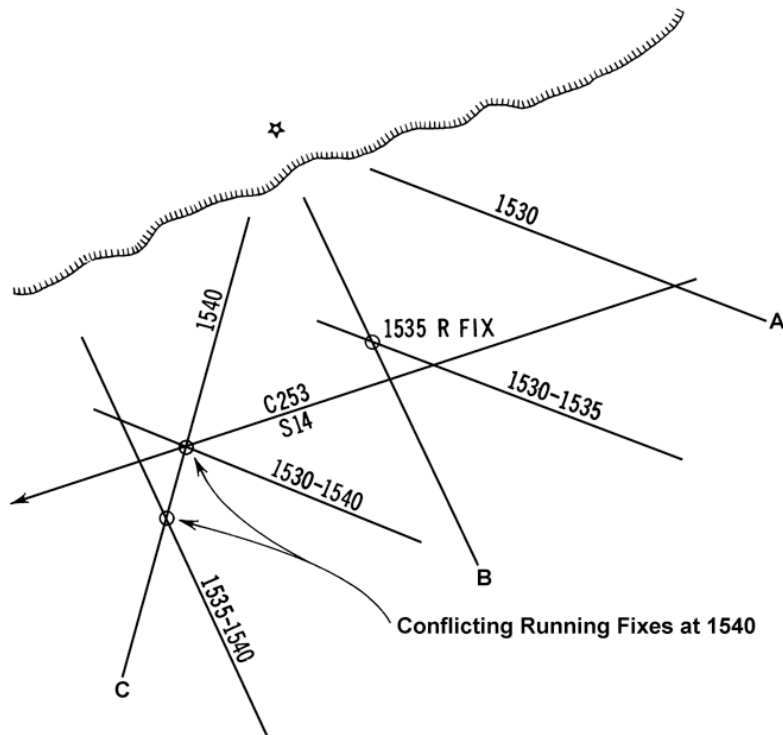 1530
A
1540
1535 R FIX
1530-1535
C253
S14
1530-1540
B
1535-1540
Conflicting Running Fixes at 1540
C